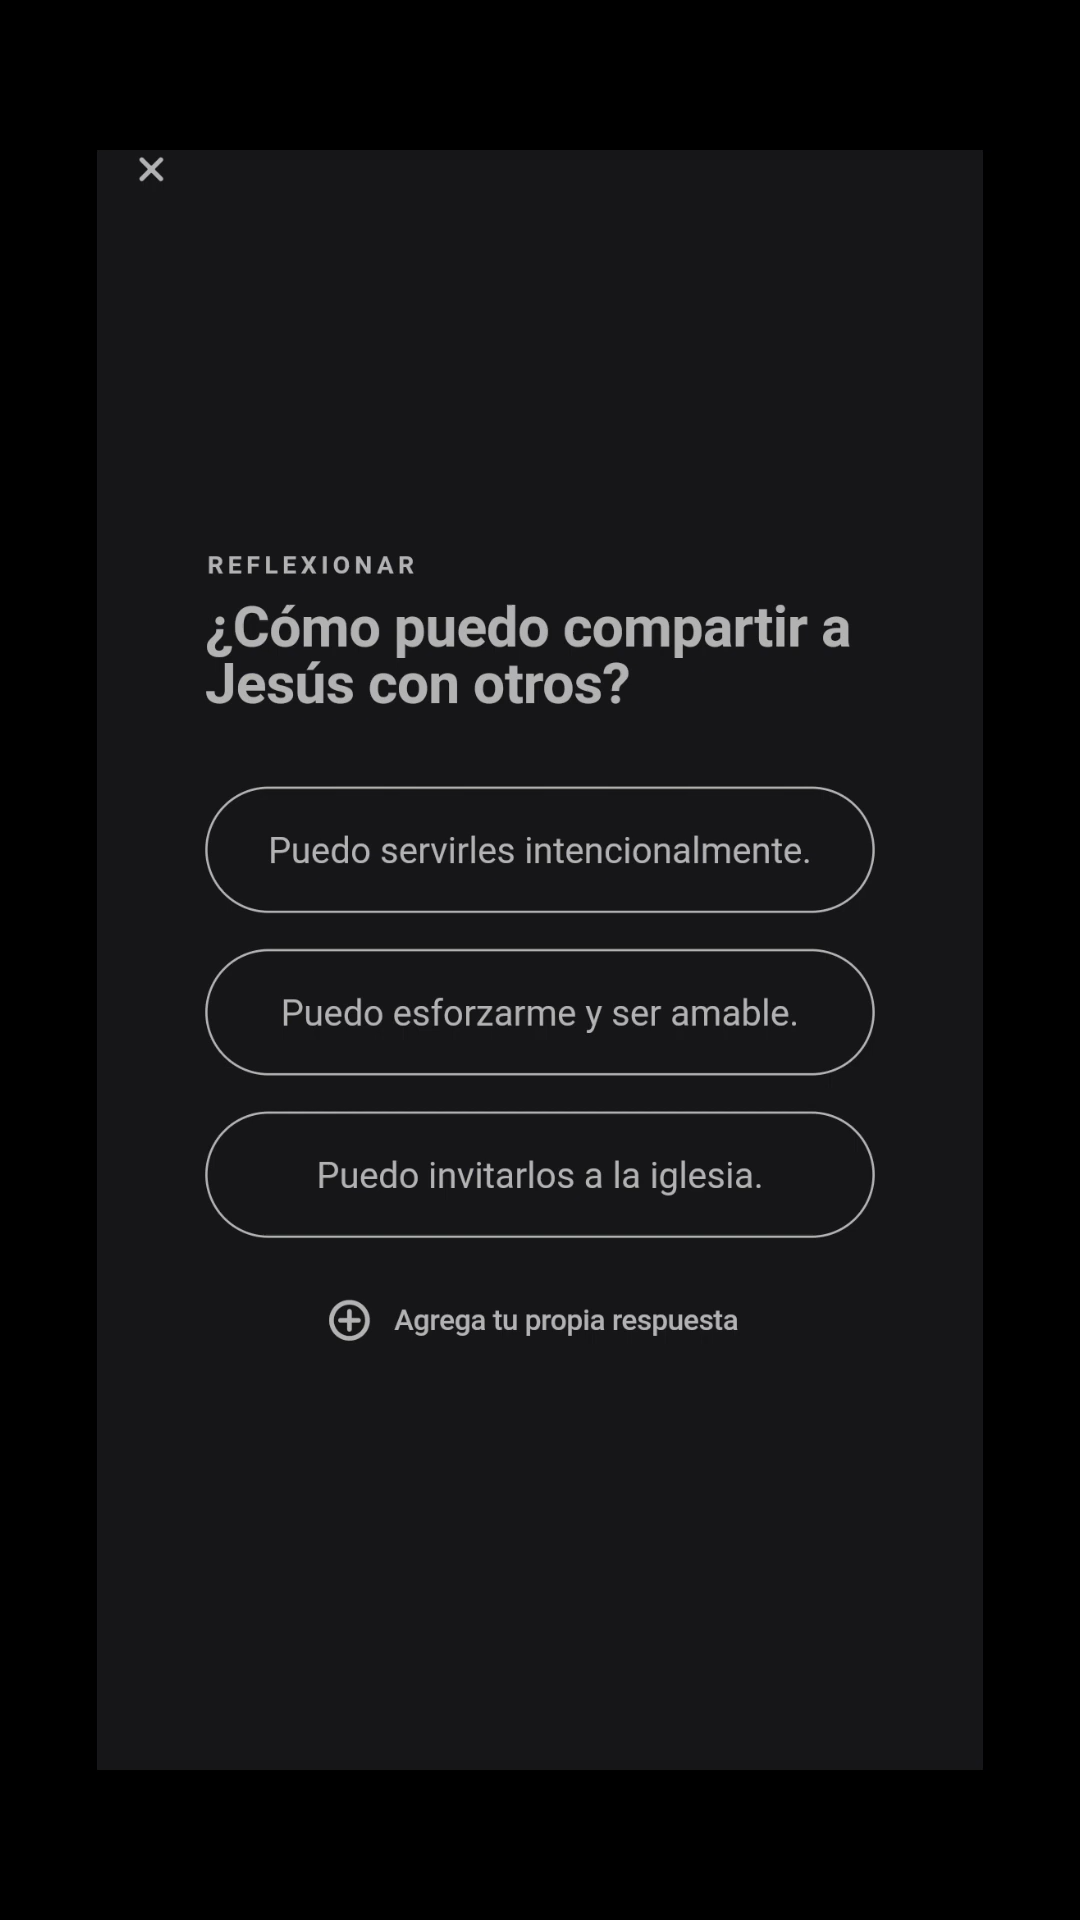 REFLEXIONAR
¿Cómo puedo compartir a
Jesús con otros?
Puedo servirles intencionalmente.
Puedo esforzarme y ser amable.
Puedo invitarlos a la iglesia.
Agrega tu propia respuesta